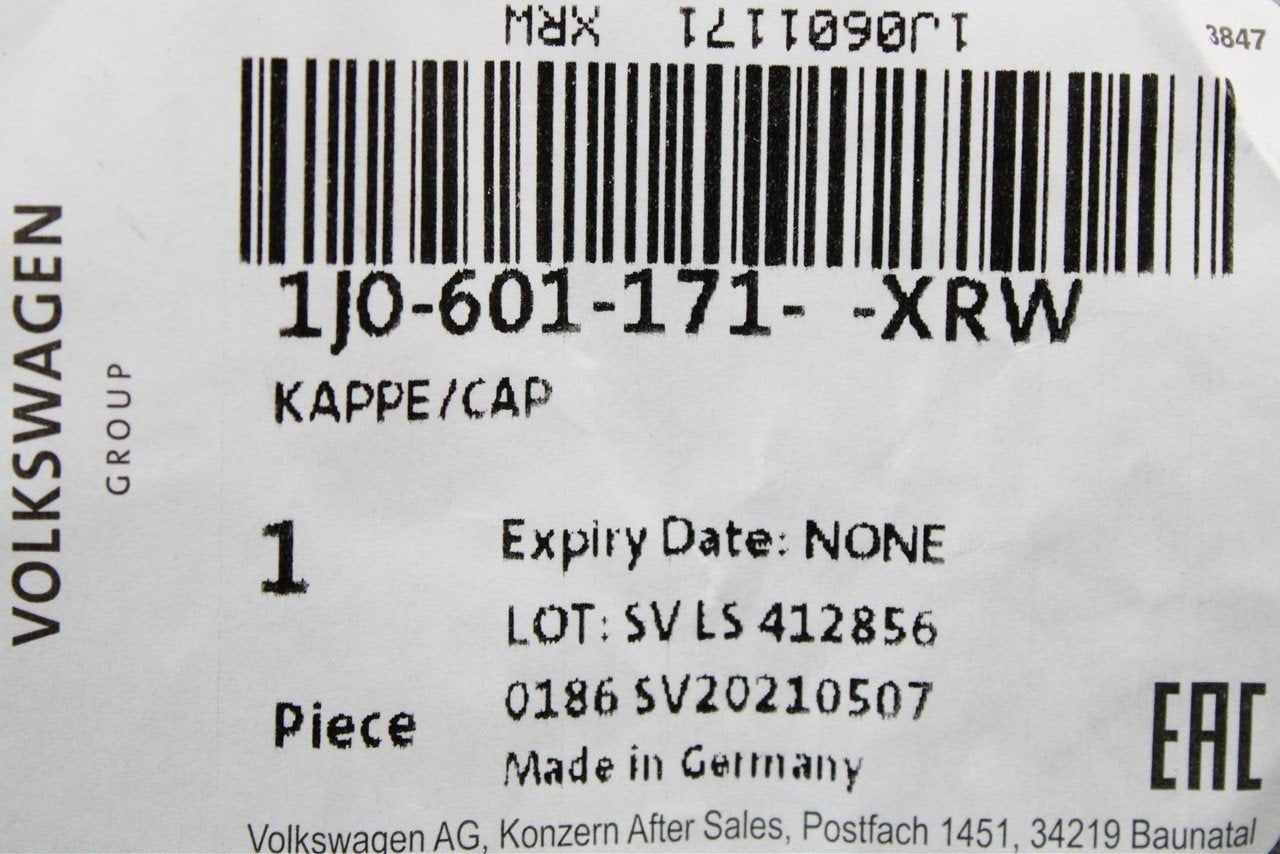 1J0601171 XRW
3847
VOLKSWAGEN
GROUP
1J0-601-171- -XRW
KAPPE/CAP
1
Expiry Date: NONE
LOT: SV LS 412856
0186 SV20210507
Piece
Made in Germany
EAC
Volkswagen AG, Konzern After Sales, Postfach 1451, 34219 Baunatal